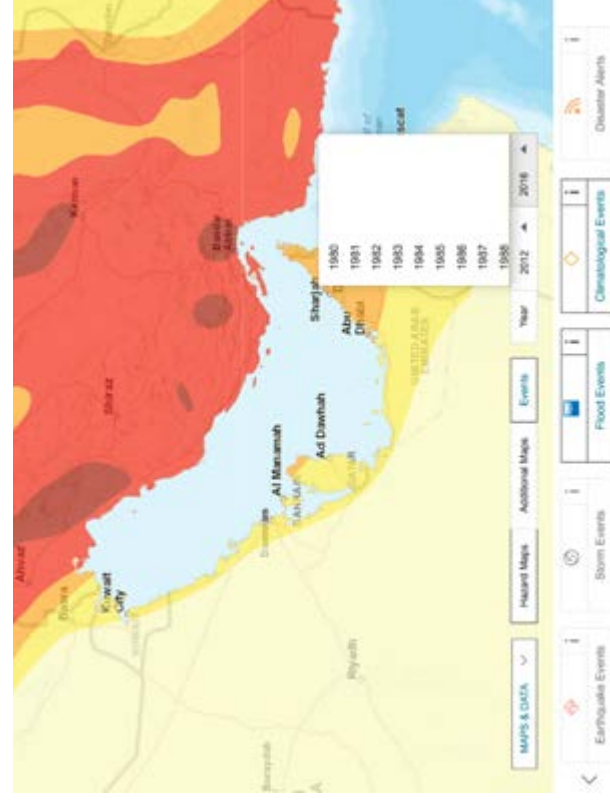 Ahvaz
Kerman
Shiraz
Basra
Kuwait
City
Bandar
Abbas
Al Manamah
BAHRAIN
Ad Dawhah
QATAR
Sharjah
Abu
Dhabi
UNITED ARAB
EMIRATES
Riyadh
Buraydah
scat
1980
1981
1982
1983
1984
1985
1986
1987
1988
MAPS & DATA
Hazard Maps
Additional Maps
Events
Year
2012
2016
Earthquake Events
Storm Events
Flood Events
Climatological Events
Disaster Alerts